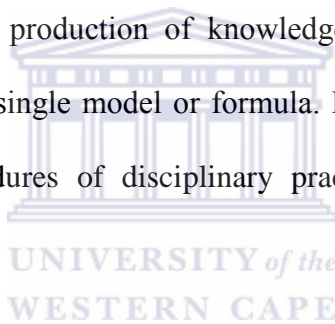 production of knowledge
single model or formula.
dures of disciplinary prac
UNIVERSITY of the
WESTERN CAPE